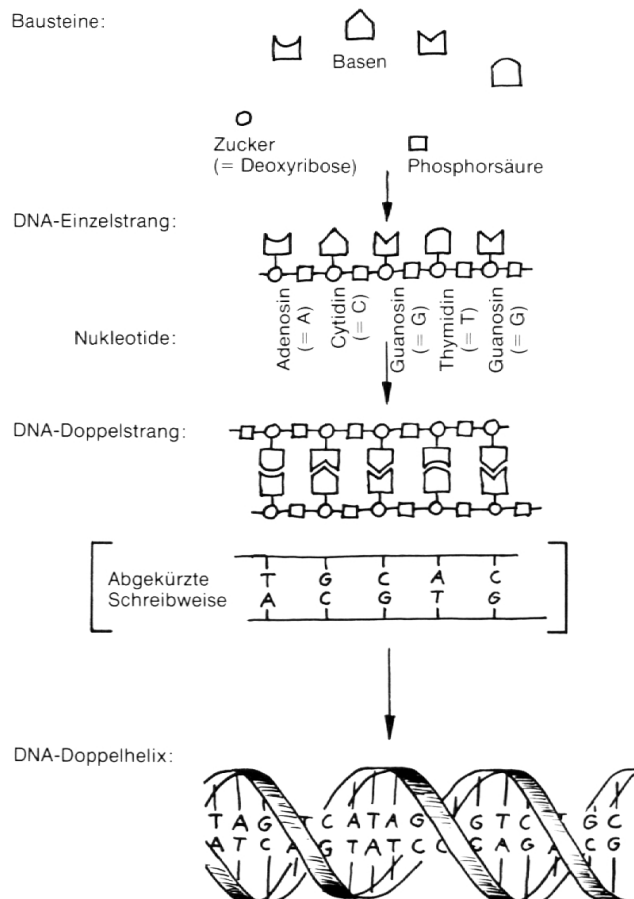 Bausteine:
Basen
Zucker
(= Deoxyribose)
Phosphorsäure
DNA-Einzelstrang:
Nukleotide:
Adenosin
(= A)
Cytidin
(= C)
Guanosin
(= G)
Thymidin
(= T)
Guanosin
(= G)
DNA-Doppelstrang:
Abgekürzte
Schreibweise
T G C A C
A C G T G
DNA-Doppelhelix:
T A G T C A T A G G T C T G C
A T C A G T A T C C C A G A C G